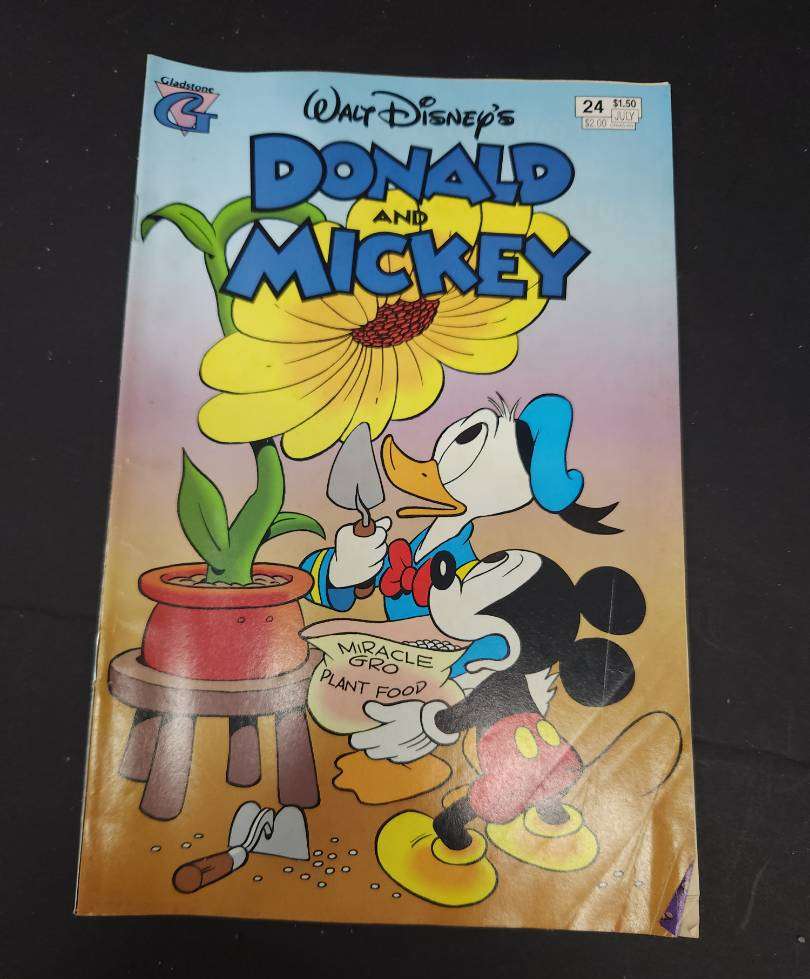 Gladstone
G
WALT DISNEY'S
24 $1.50
$2.00 JULY
DONALD
AND
MICKEY
MIRACLE
GRO
PLANT FOOD